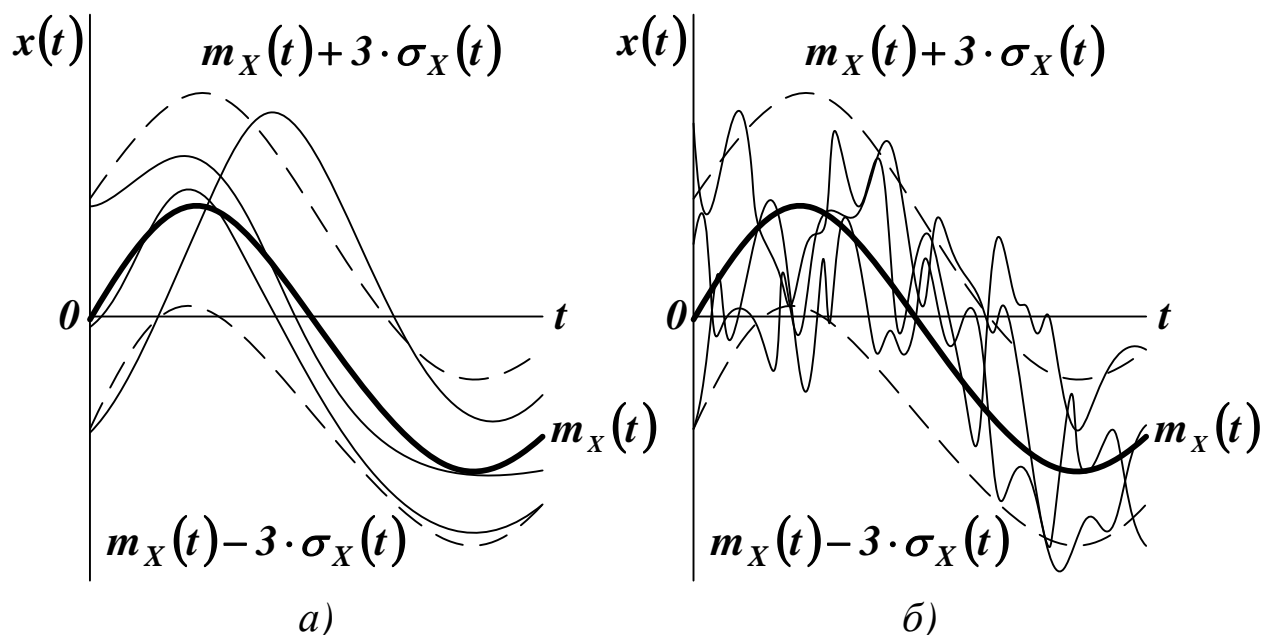 x(t)
m_X(t)+3·σ_X(t)
0
t
m_X(t)
m_X(t)−3·σ_X(t)
а)
x(t)
m_X(t)+3·σ_X(t)
0
t
m_X(t)
m_X(t)−3·σ_X(t)
б)